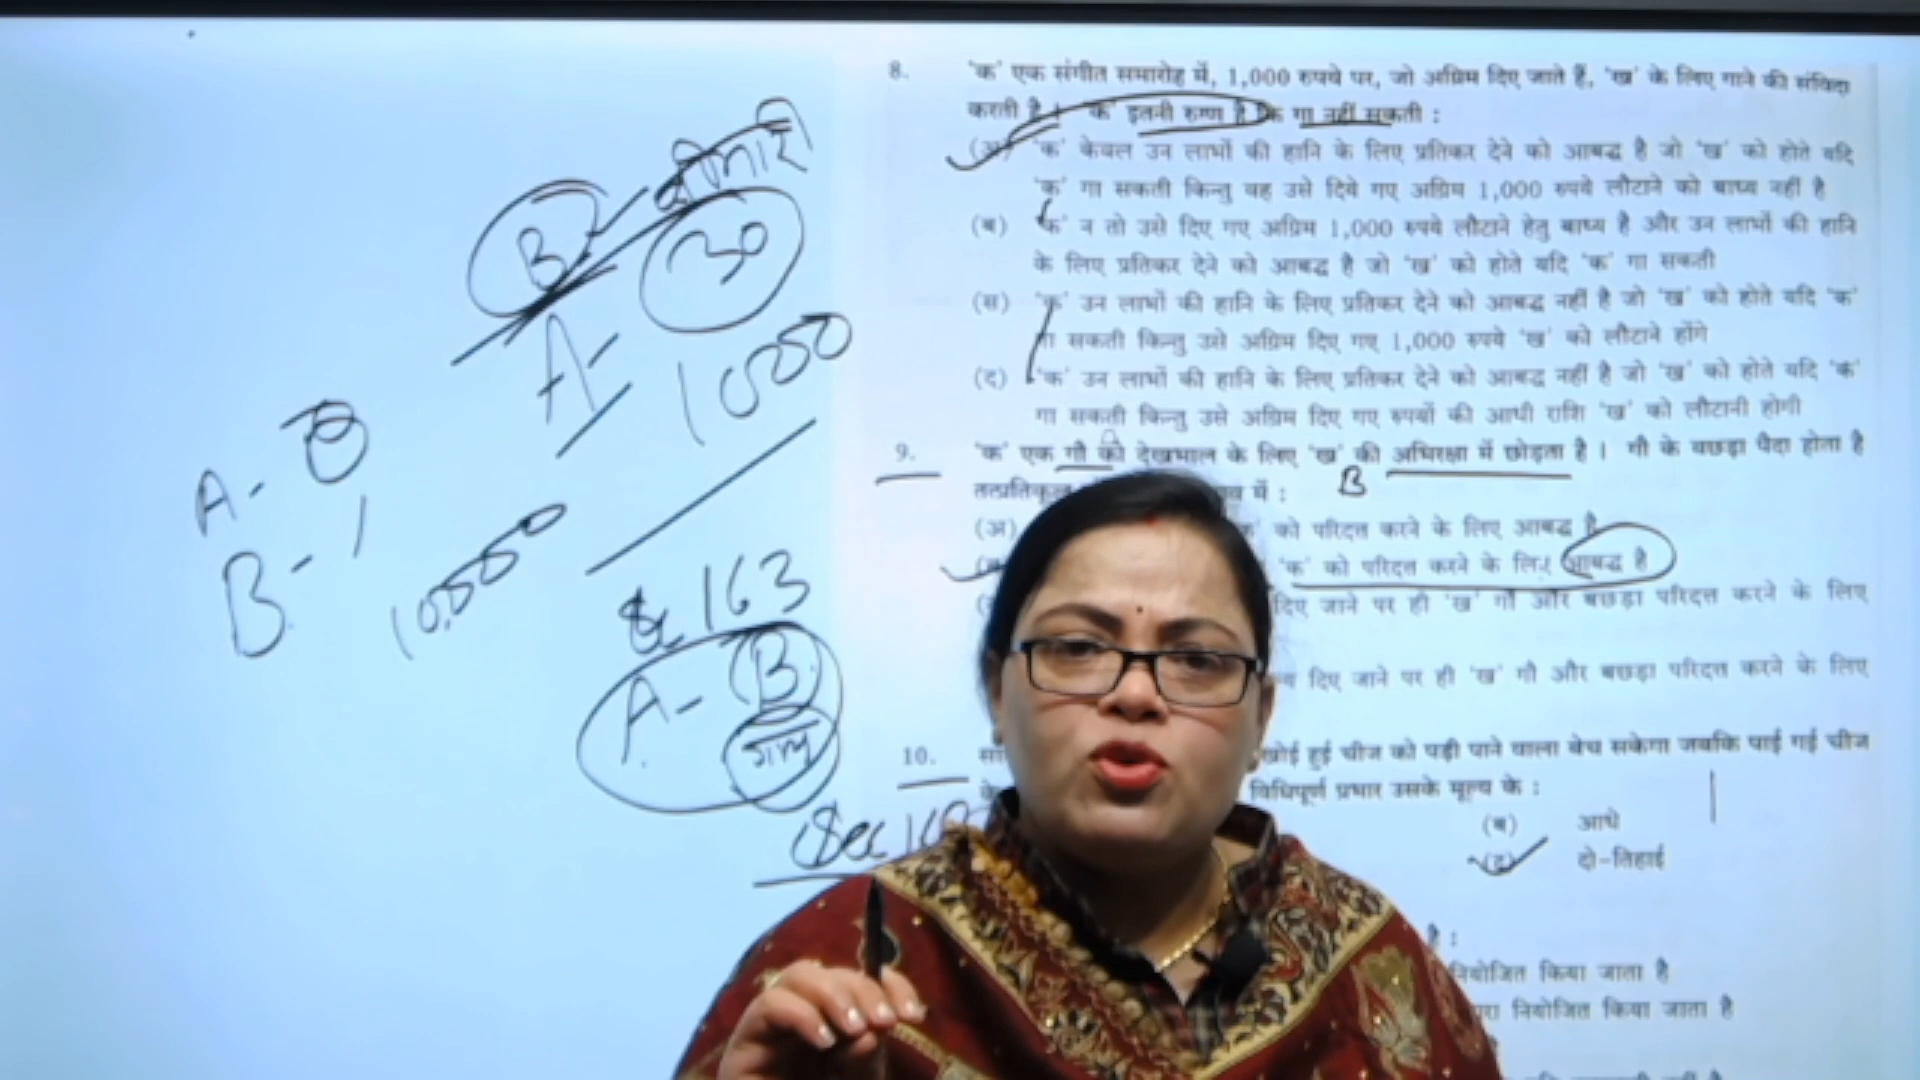 8. 'क' एक संगीत समारोह में, 1,000 रुपये पर, जो अग्रिम दिए जाते हैं, 'ख' के लिए गाने की संविदा
करती है। 'क' इतनी रुग्ण है कि गा नहीं सकती :
(अ) 'क' केवल उन लाभों की हानि के लिए प्रतिकर देने को आबद्ध है जो 'ख' को होते यदि
'क' गा सकती किन्तु वह उसे दिये गए अग्रिम 1,000 रुपये लौटाने को बाध्य नहीं है
(ब) 'क' न तो उसे दिए गए अग्रिम 1,000 रुपये लौटाने हेतु बाध्य है और उन लाभों की हानि
के लिए प्रतिकर देने को आबद्ध है जो 'ख' को होते यदि 'क' गा सकती
(स) 'क' उन लाभों की हानि के लिए प्रतिकर देने को आबद्ध नहीं है जो 'ख' को होते यदि 'क'
गा सकती किन्तु उसे अग्रिम दिए गए 1,000 रुपये 'ख' को लौटाने होंगे
(द) 'क' उन लाभों की हानि के लिए प्रतिकर देने को आबद्ध नहीं है जो 'ख' को होते यदि 'क'
गा सकती किन्तु उसे अग्रिम दिए गए रुपयों की आधी राशि 'ख' को लौटानी होगी
9. 'क' एक गौ को देखभाल के लिए 'ख' की अभिरक्षा में छोड़ता है। गौ के बछड़ा पैदा होता है
में :
B
(अ) को परिदत्त करने के लिए आबद्ध है
'क' को परिदत्त करने के लिए आबद्ध है
दिए जाने पर ही 'ख' गौ और बछड़ा परिदत्त करने के लिए
दिए जाने पर ही 'ख' गौ और बछड़ा परिदत्त करने के लिए
10. खोई हुई चीज को पड़ी पाने वाला बेच सकेगा जबकि पाई गई चीज
विधिपूर्ण प्रभार उसके मूल्य के :
(ब) आधे
(द) दो-तिहाई
है :
नियोजित किया जाता है
द्वारा नियोजित किया जाता है
बीमारी
B
A-
1000
A-
B-1
10,000
163
A- B
Sec